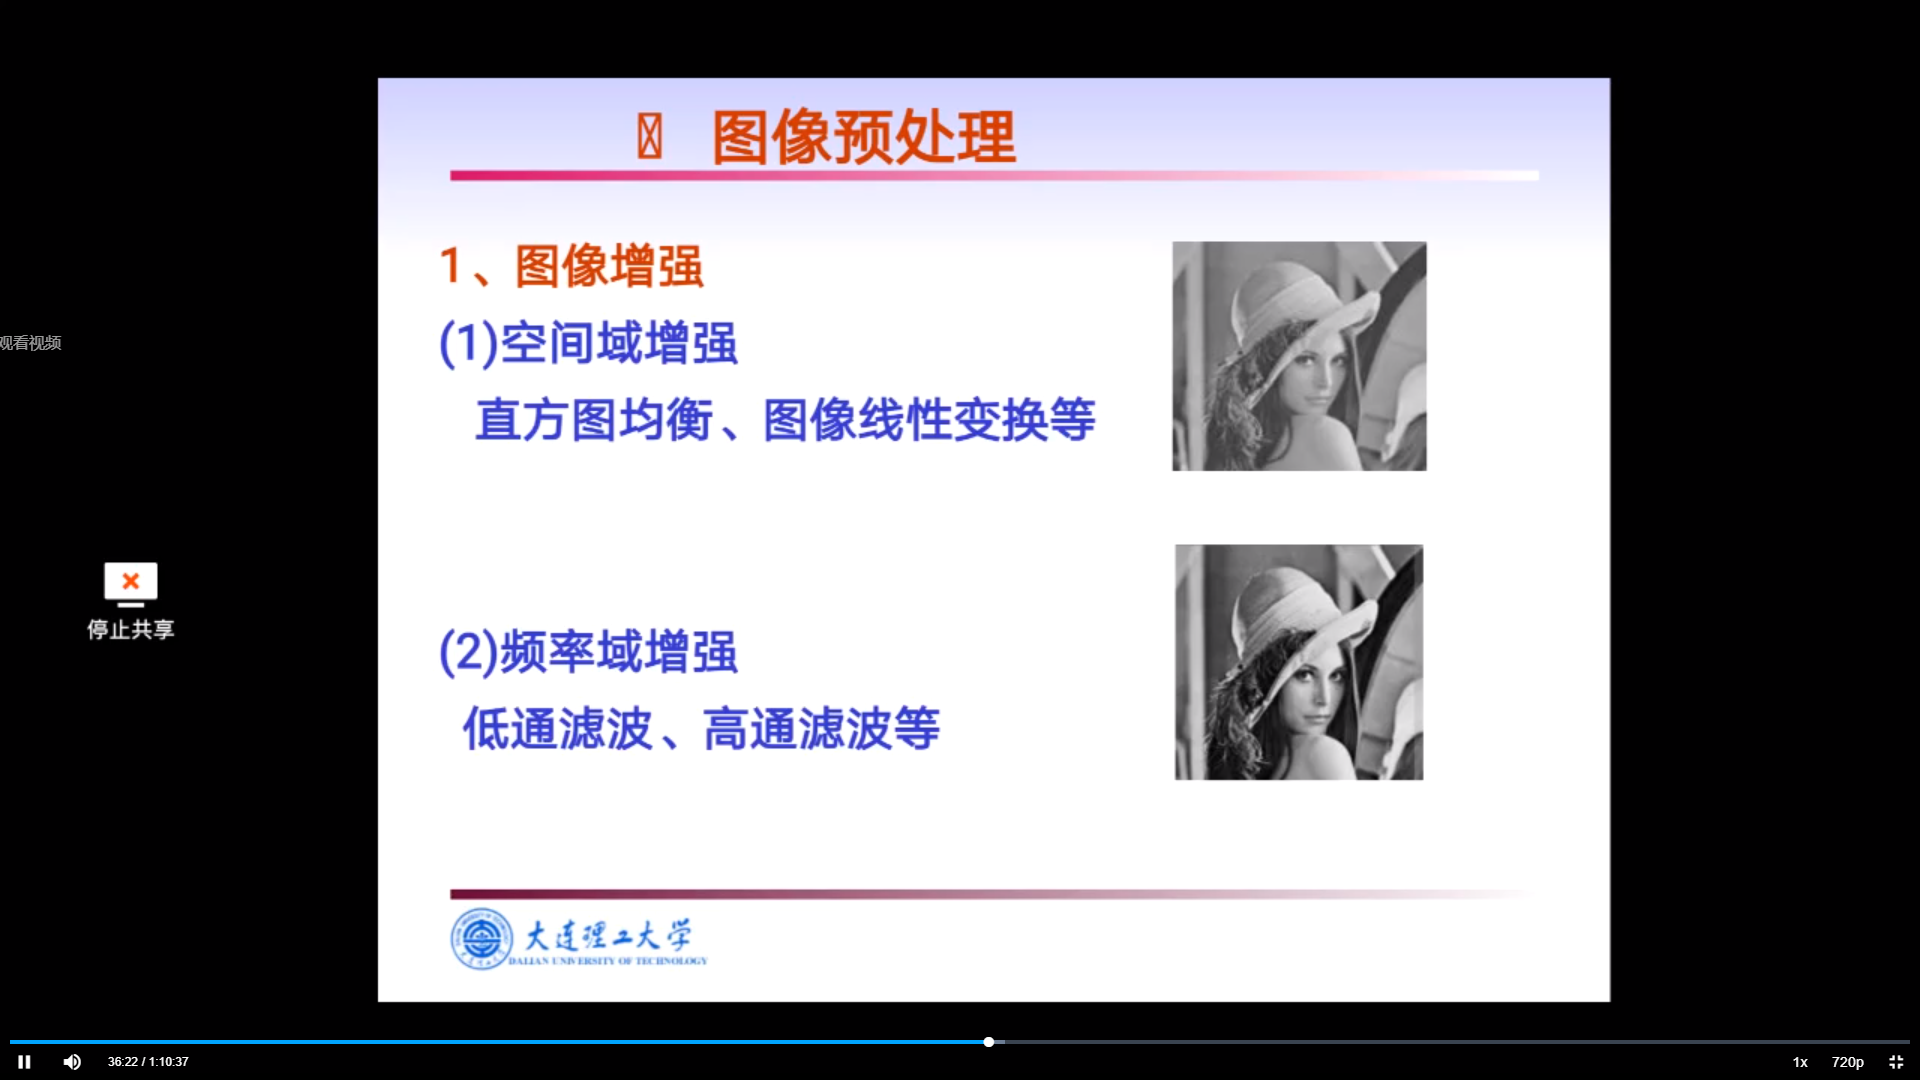 图像预处理
1、图像增强
(1)空间域增强
直方图均衡、图像线性变换等
观看视频
停止共享
(2)频率域增强
低通滤波、高通滤波等
大连理工大学
DALIAN UNIVERSITY OF TECHNOLOGY
36:22 / 1:10:37
1x
720p